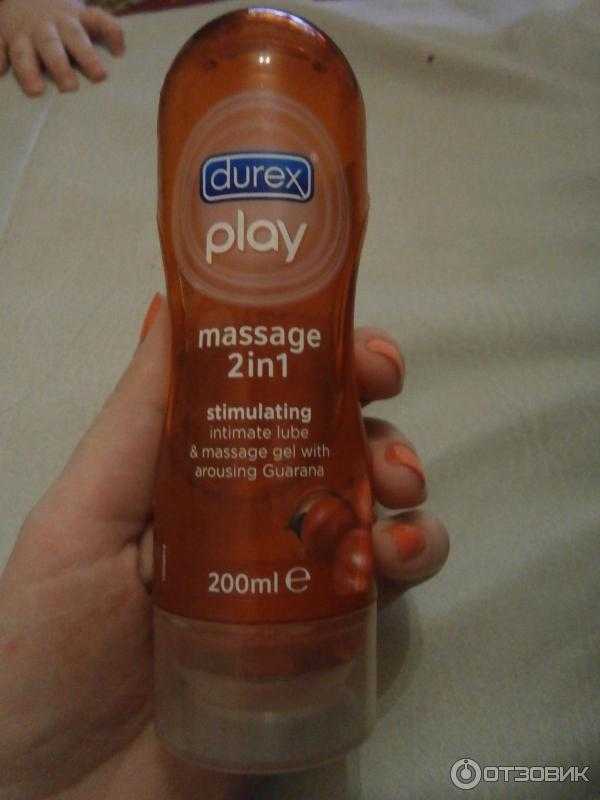 durex
play
massage
2in1
stimulating
intimate lube
& massage gel with
arousing Guarana
200ml ℮
ОТЗОВИК